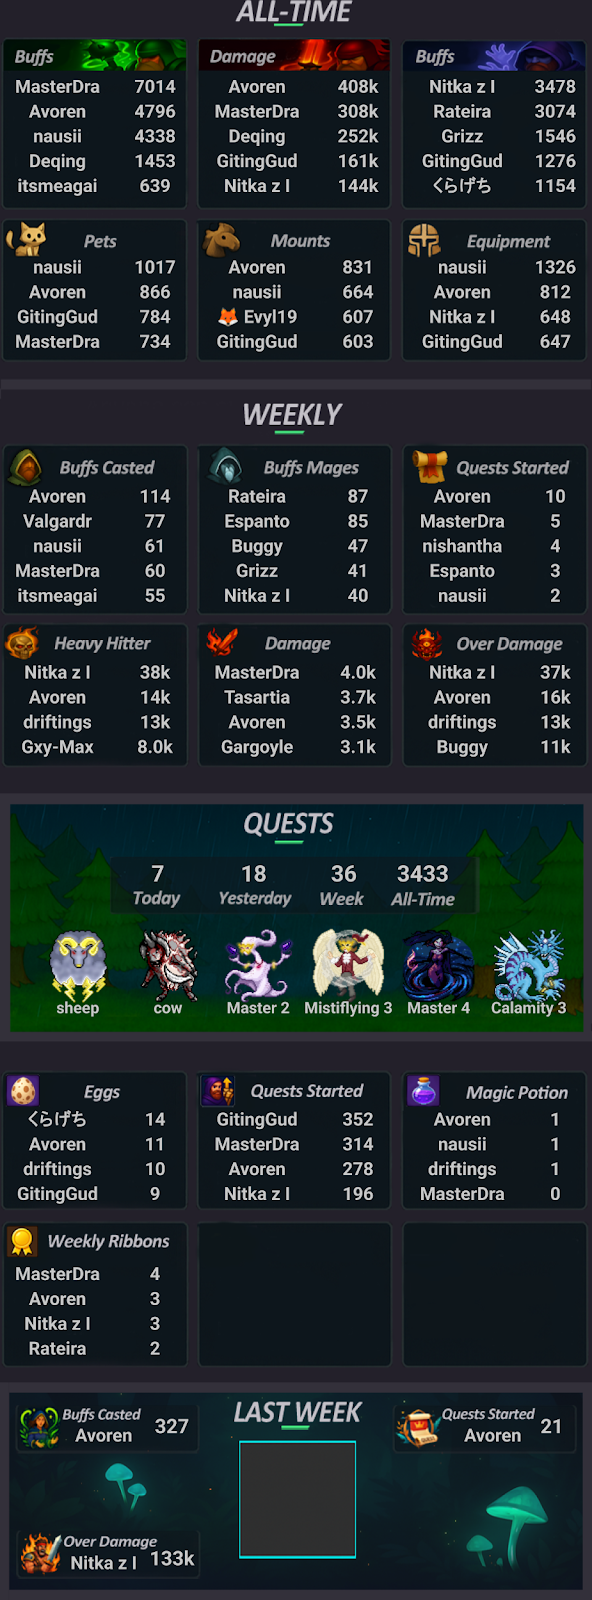 ALL-TIME
Buffs
MasterDra 7014
Avoren 4796
nausii 4338
Deqing 1453
itsmeagai 639
Damage
Avoren 408k
MasterDra 308k
Deqing 252k
GitingGud 161k
Nitka z I 144k
Buffs
Nitka z I 3478
Rateira 3074
Grizz 1546
GitingGud 1276
くらげち 1154
Pets
nausii 1017
Avoren 866
GitingGud 784
MasterDra 734
Mounts
Avoren 831
nausii 664
🦊 Evyl19 607
GitingGud 603
Equipment
nausii 1326
Avoren 812
Nitka z I 648
GitingGud 647
WEEKLY
Buffs Casted
Avoren 114
Valgardr 77
nausii 61
MasterDra 60
itsmeagai 55
Buffs Mages
Rateira 87
Espanto 85
Buggy 47
Grizz 41
Nitka z I 40
Quests Started
Avoren 10
MasterDra 5
nishantha 4
Espanto 3
nausii 2
Heavy Hitter
Nitka z I 38k
Avoren 14k
driftings 13k
Gxy-Max 8.0k
Damage
MasterDra 4.0k
Tasartia 3.7k
Avoren 3.5k
Gargoyle 3.1k
Over Damage
Nitka z I 37k
Avoren 16k
driftings 13k
Buggy 11k
QUESTS
7 18 36 3433
Today Yesterday Week All-Time
sheep cow Master 2 Mistiflying 3 Master 4 Calamity 3
Eggs
くらげち 14
Avoren 11
driftings 10
GitingGud 9
Quests Started
GitingGud 352
MasterDra 314
Avoren 278
Nitka z I 196
Magic Potion
Avoren 1
nausii 1
driftings 1
MasterDra 0
Weekly Ribbons
MasterDra 4
Avoren 3
Nitka z I 3
Rateira 2
LAST WEEK
Buffs Casted
Avoren 327
Quests Started
Avoren 21
Over Damage
Nitka z I 133k